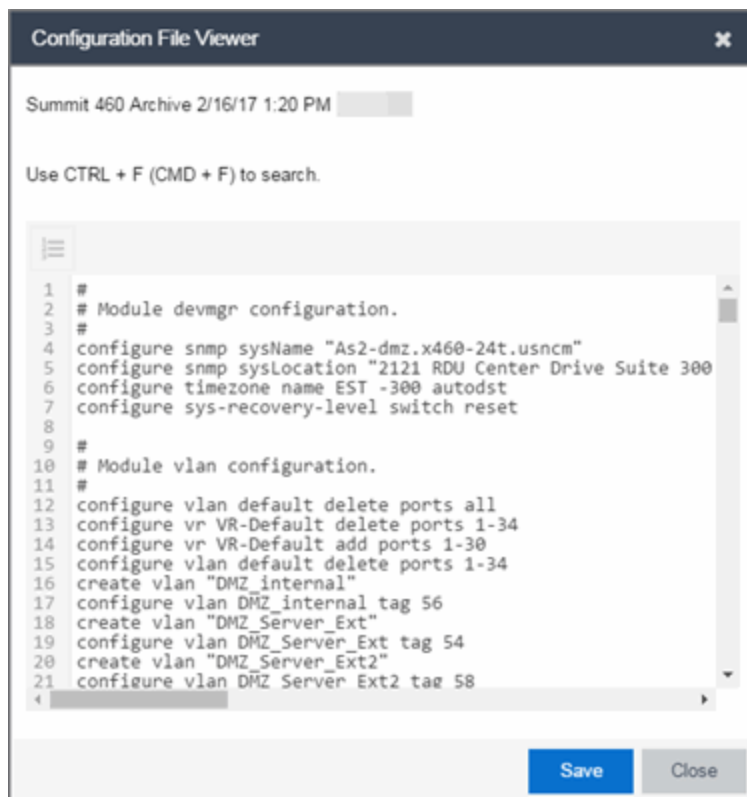 Configuration File Viewer
Summit 460 Archive 2/16/17 1:20 PM
Use CTRL + F (CMD + F) to search.
1 #
2 # Module devmgr configuration.
3 #
4 configure snmp sysName "As2-dmz.x460-24t.usncm"
5 configure snmp sysLocation "2121 RDU Center Drive Suite 300
6 configure timezone name EST -300 autodst
7 configure sys-recovery-level switch reset
8
9 #
10 # Module vlan configuration.
11 #
12 configure vlan default delete ports all
13 configure vr VR-Default delete ports 1-34
14 configure vr VR-Default add ports 1-30
15 configure vlan default delete ports 1-34
16 create vlan "DMZ_internal"
17 configure vlan DMZ_internal tag 56
18 create vlan "DMZ_Server_Ext"
19 configure vlan DMZ_Server_Ext tag 54
20 create vlan "DMZ_Server_Ext2"
21 configure vlan DMZ_Server_Ext2 tag 58
Save Close